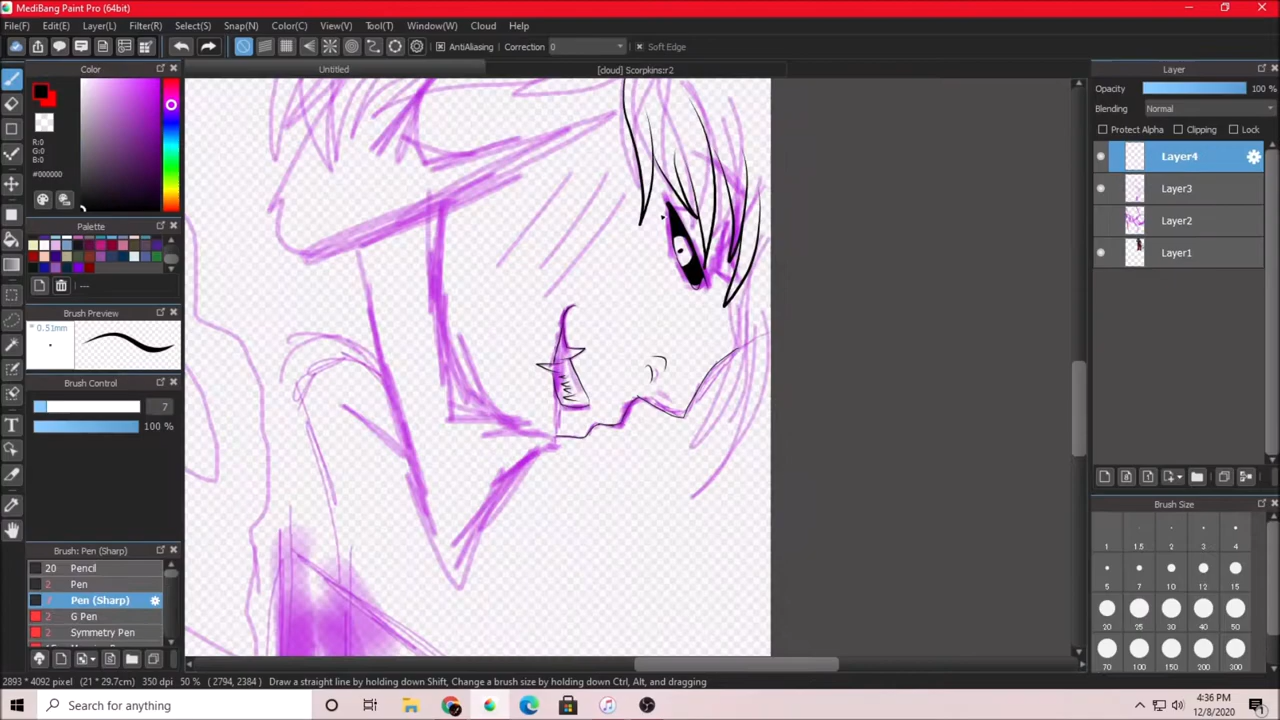 MediBang Paint Pro (64bit)
File(F) Edit(E) Layer(L) Filter(R) Select(S) Snap(N) Color(C) View(V) Tool(T) Window(W) Cloud Help
AntiAliasing Correction 0 Soft Edge
Color
Untitled
[cloud] Scorpkins:r2
Layer
R:0
G:0
B:0
#000000
Palette
---
Brush Preview
* 0.51mm
Brush Control
7
100 %
Brush: Pen (Sharp)
20 Pencil
2 Pen
7 Pen (Sharp)
2 G Pen
2 Symmetry Pen
Opacity 100 %
Blending Normal
Protect Alpha Clipping Lock
Layer4
Layer3
Layer2
Layer1
Brush Size
1 1.5 2 3 4
5 7 10 12 15
20 25 30 40 50
70 100 150 200 300
2893 * 4092 pixel (21 * 29.7cm) 350 dpi 50 % (2794, 2384) Draw a straight line by holding down Shift, Change a brush size by holding down Ctrl, Alt, and dragging
Search for anything
4:36 PM
12/8/2020
1